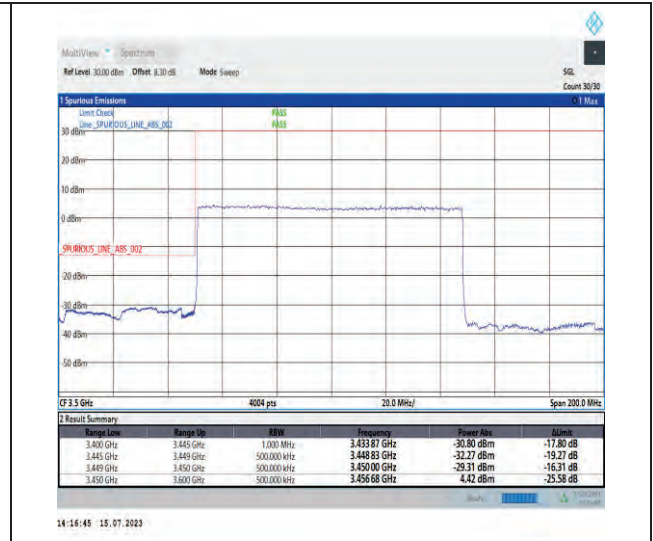 MultiView Spectrum
Ref Level 30.00 dBm Offset 8.30 dB Mode Sweep SGL
Count 30/30
1 Spurious Emissions 1 Max
Limit Check PASS
Line _SPURIOUS_LINE_ABS_002 PASS
30 dBm
20 dBm
10 dBm
0 dBm
_SPURIOUS_LINE_ABS_002
-20 dBm
-30 dBm
-40 dBm
-50 dBm
CF 3.5 GHz 4004 pts 20.0 MHz/ Span 200.0 MHz
2 Result Summary
Range Low Range Up RBW Frequency Power Abs ΔLimit
3.400 GHz 3.445 GHz 1.000 MHz 3.433 87 GHz -30.80 dBm -17.80 dB
3.445 GHz 3.449 GHz 500.000 kHz 3.448 83 GHz -32.27 dBm -19.27 dB
3.449 GHz 3.450 GHz 500.000 kHz 3.450 00 GHz -29.31 dBm -16.31 dB
3.450 GHz 3.600 GHz 500.000 kHz 3.456 68 GHz 4.42 dBm -25.58 dB
Ready
14:16:45 15.07.2023